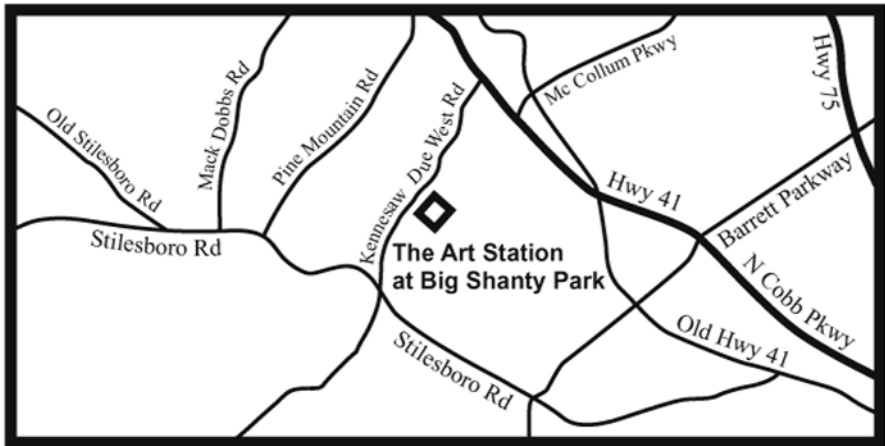 Old Stilesboro Rd
Mack Dobbs Rd
Pine Mountain Rd
Kennesaw Due West Rd
Mc Collum Pkwy
Hwy 75
Stilesboro Rd
The Art Station
at Big Shanty Park
Hwy 41
Barrett Parkway
N Cobb Pkwy
Old Hwy 41
Stilesboro Rd